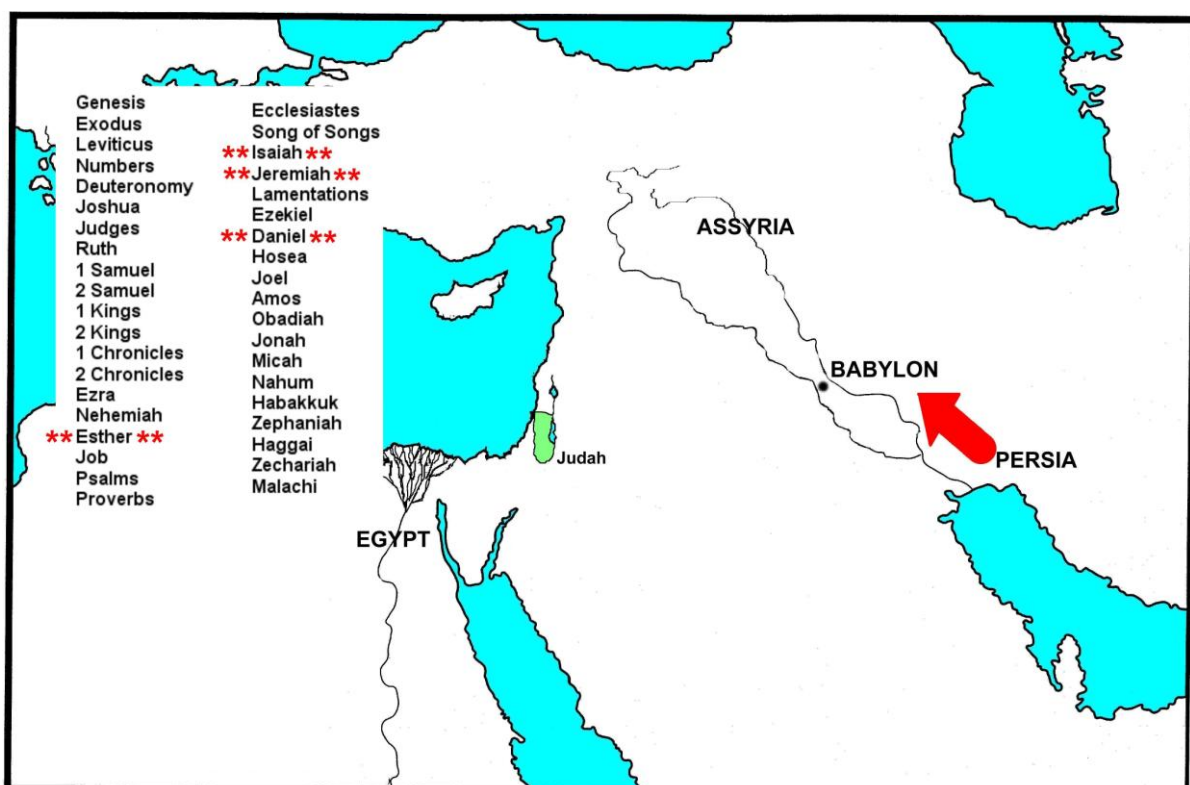 Genesis
Exodus
Leviticus
Numbers
Deuteronomy
Joshua
Judges
Ruth
1 Samuel
2 Samuel
1 Kings
2 Kings
1 Chronicles
2 Chronicles
Ezra
Nehemiah
** Esther **
Job
Psalms
Proverbs
Ecclesiastes
Song of Songs
** Isaiah **
** Jeremiah **
Lamentations
Ezekiel
** Daniel **
Hosea
Joel
Amos
Obadiah
Jonah
Micah
Nahum
Habakkuk
Zephaniah
Haggai
Zechariah
Malachi
ASSYRIA
BABYLON
PERSIA
Judah
EGYPT